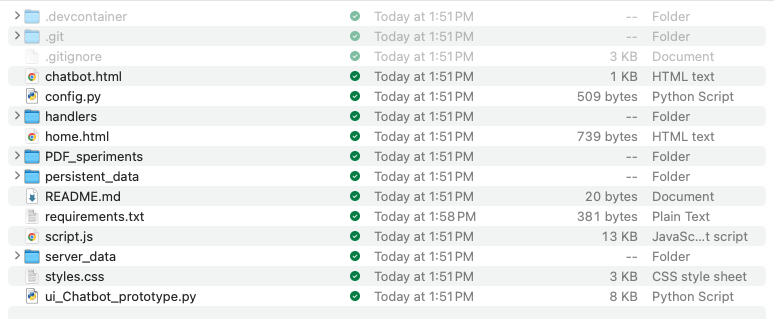 .devcontainer Today at 1:51 PM -- Folder
.git Today at 1:51 PM -- Folder
.gitignore Today at 1:51 PM 3 KB Document
chatbot.html Today at 1:51 PM 1 KB HTML text
config.py Today at 1:51 PM 509 bytes Python Script
handlers Today at 1:51 PM -- Folder
home.html Today at 1:51 PM 739 bytes HTML text
PDF_speriments Today at 1:51 PM -- Folder
persistent_data Today at 1:51 PM -- Folder
README.md Today at 1:51 PM 20 bytes Document
requirements.txt Today at 1:58 PM 381 bytes Plain Text
script.js Today at 1:51 PM 13 KB JavaSc...t script
server_data Today at 1:51 PM -- Folder
styles.css Today at 1:51 PM 3 KB CSS style sheet
ui_Chatbot_prototype.py Today at 1:51 PM 8 KB Python Script